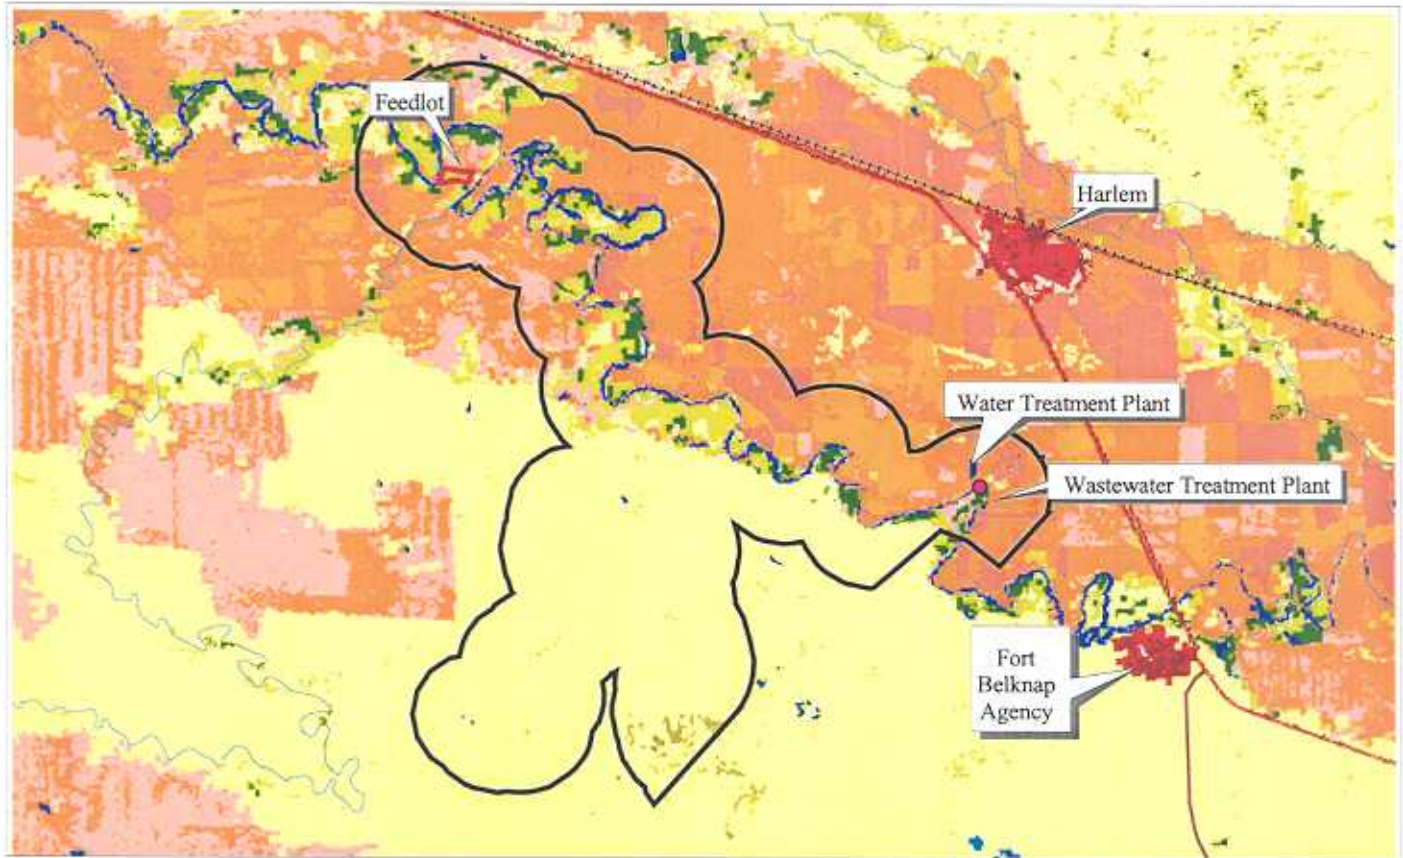 Feedlot
Harlem
Water Treatment Plant
Wastewater Treatment Plant
Fort
Belknap
Agency